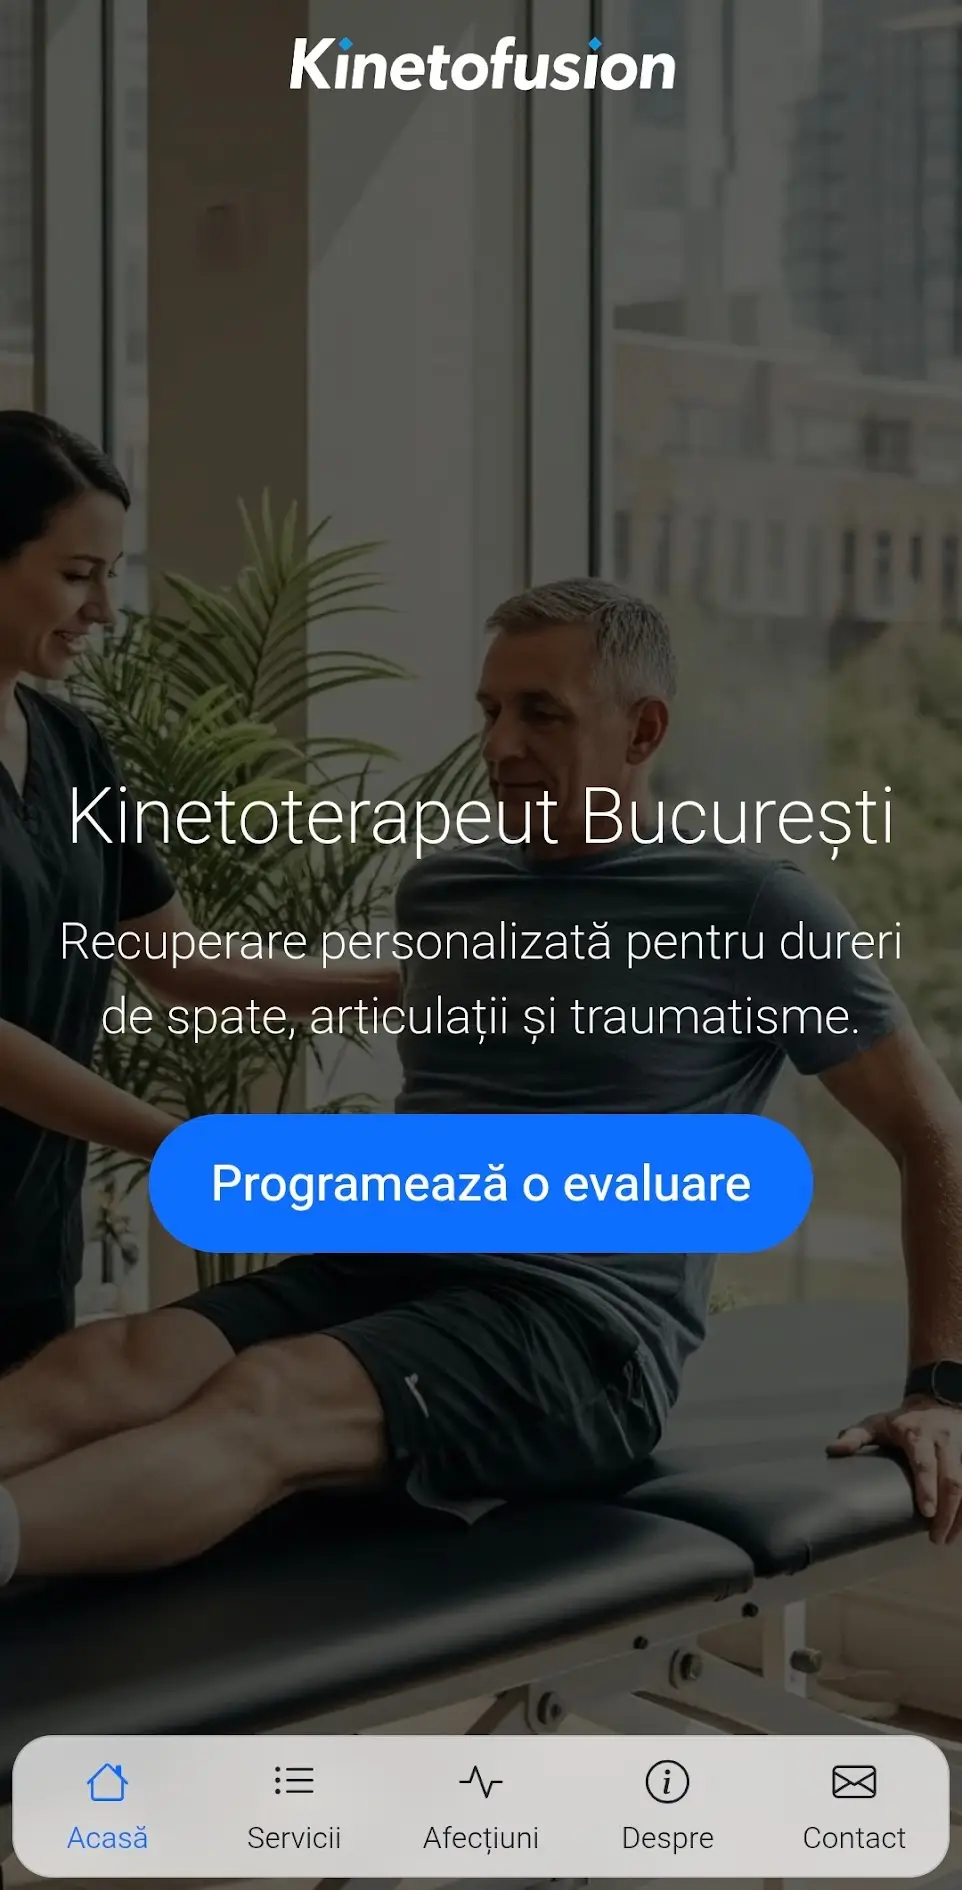 Kinetofusion
Kinetoterapeut București
Recuperare personalizată pentru dureri
de spate, articulații și traumatisme.
Programează o evaluare
Acasă
Servicii
Afecțiuni
Despre
Contact